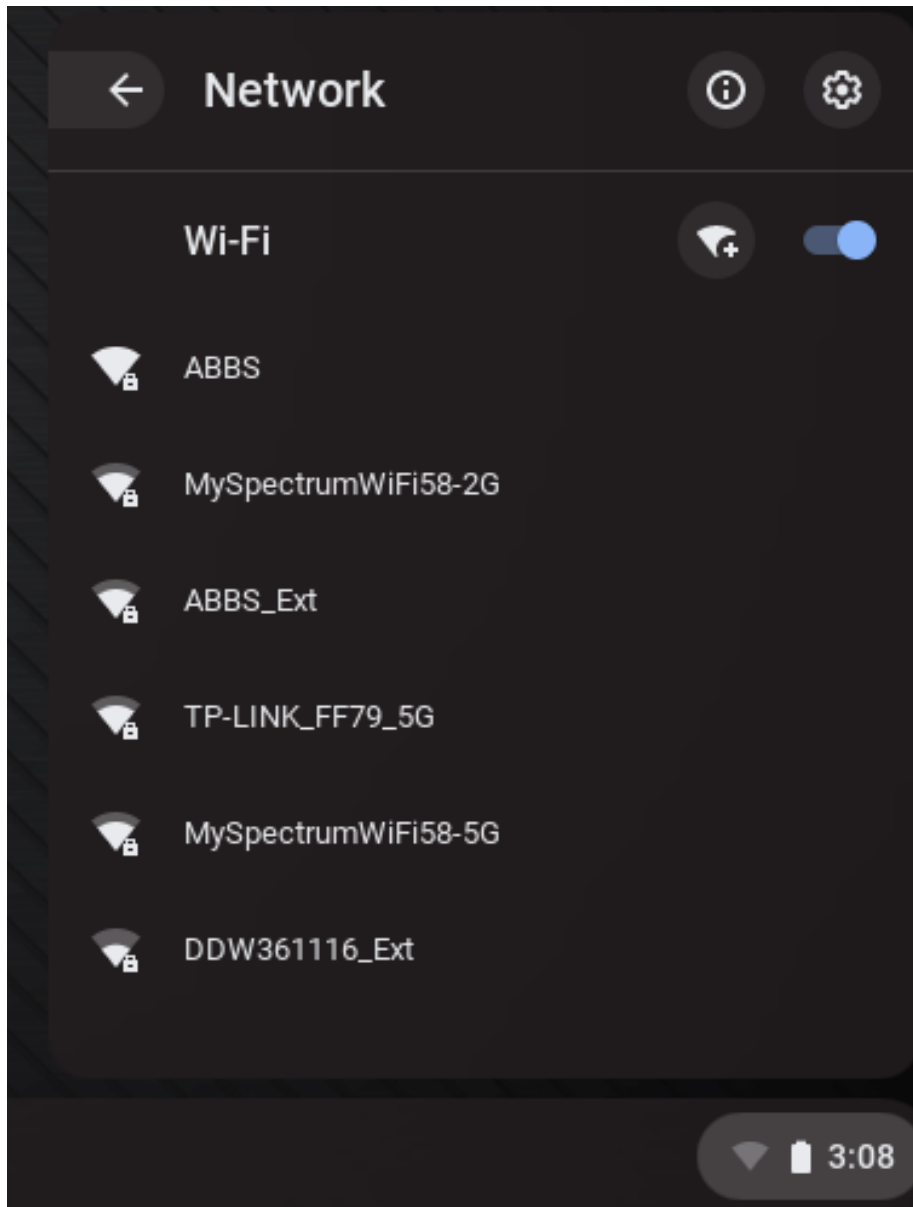 Network
Wi-Fi
ABBS
MySpectrumWiFi58-2G
ABBS_Ext
TP-LINK_FF79_5G
MySpectrumWiFi58-5G
DDW361116_Ext
3:08